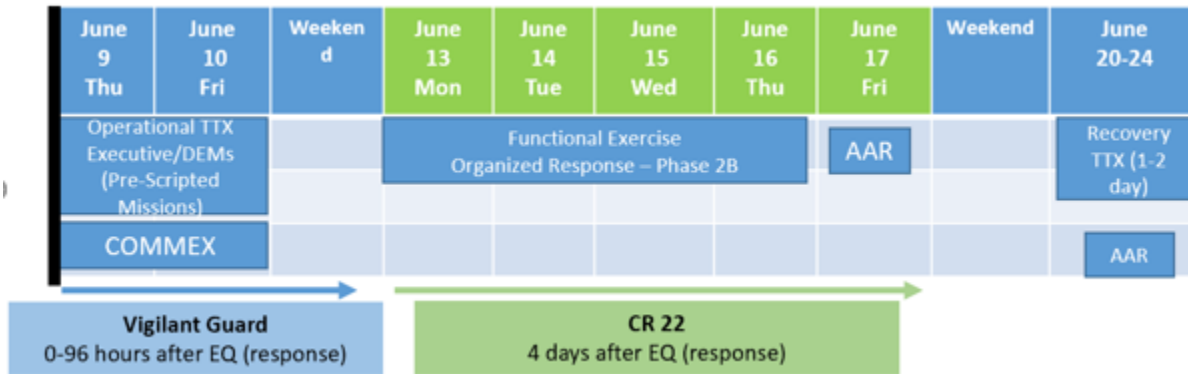 June
9
Thu
June
10
Fri
Weeken
d
June
13
Mon
June
14
Tue
June
15
Wed
June
16
Thu
June
17
Fri
Weekend
June
20-24
Operational TTX
Executive/DEMs
(Pre-Scripted
Missions)
Functional Exercise
Organized Response – Phase 2B
AAR
Recovery
TTX (1-2
day)
COMMEX
AAR
Vigilant Guard
0-96 hours after EQ (response)
CR 22
4 days after EQ (response)